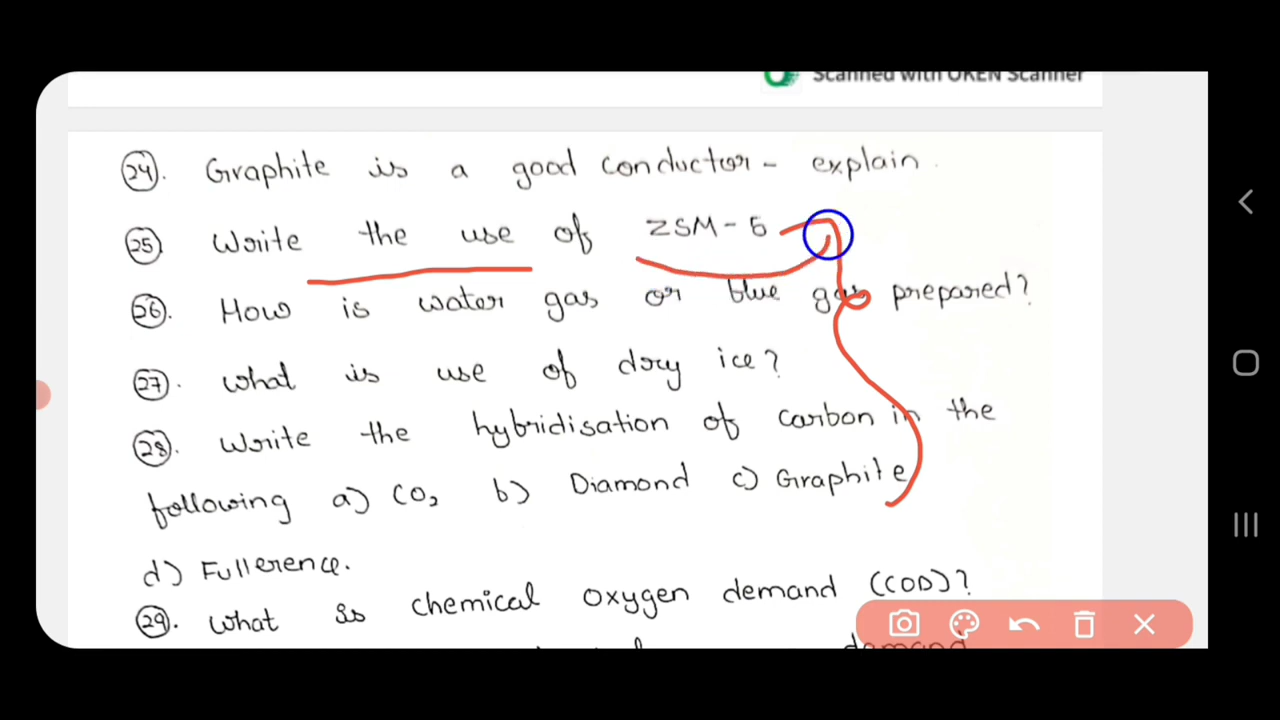 Scanned with OKEN Scanner
24. Graphite is a good conductor - explain.
25. Write the use of ZSM-5
26. How is water gas or blue gas prepared?
27. What is use of dry ice?
28. Write the hybridisation of carbon in the
following a) CO₂ b) Diamond c) Graphite
d) Fullerence.
29. What is chemical oxygen demand (COD)?
demand